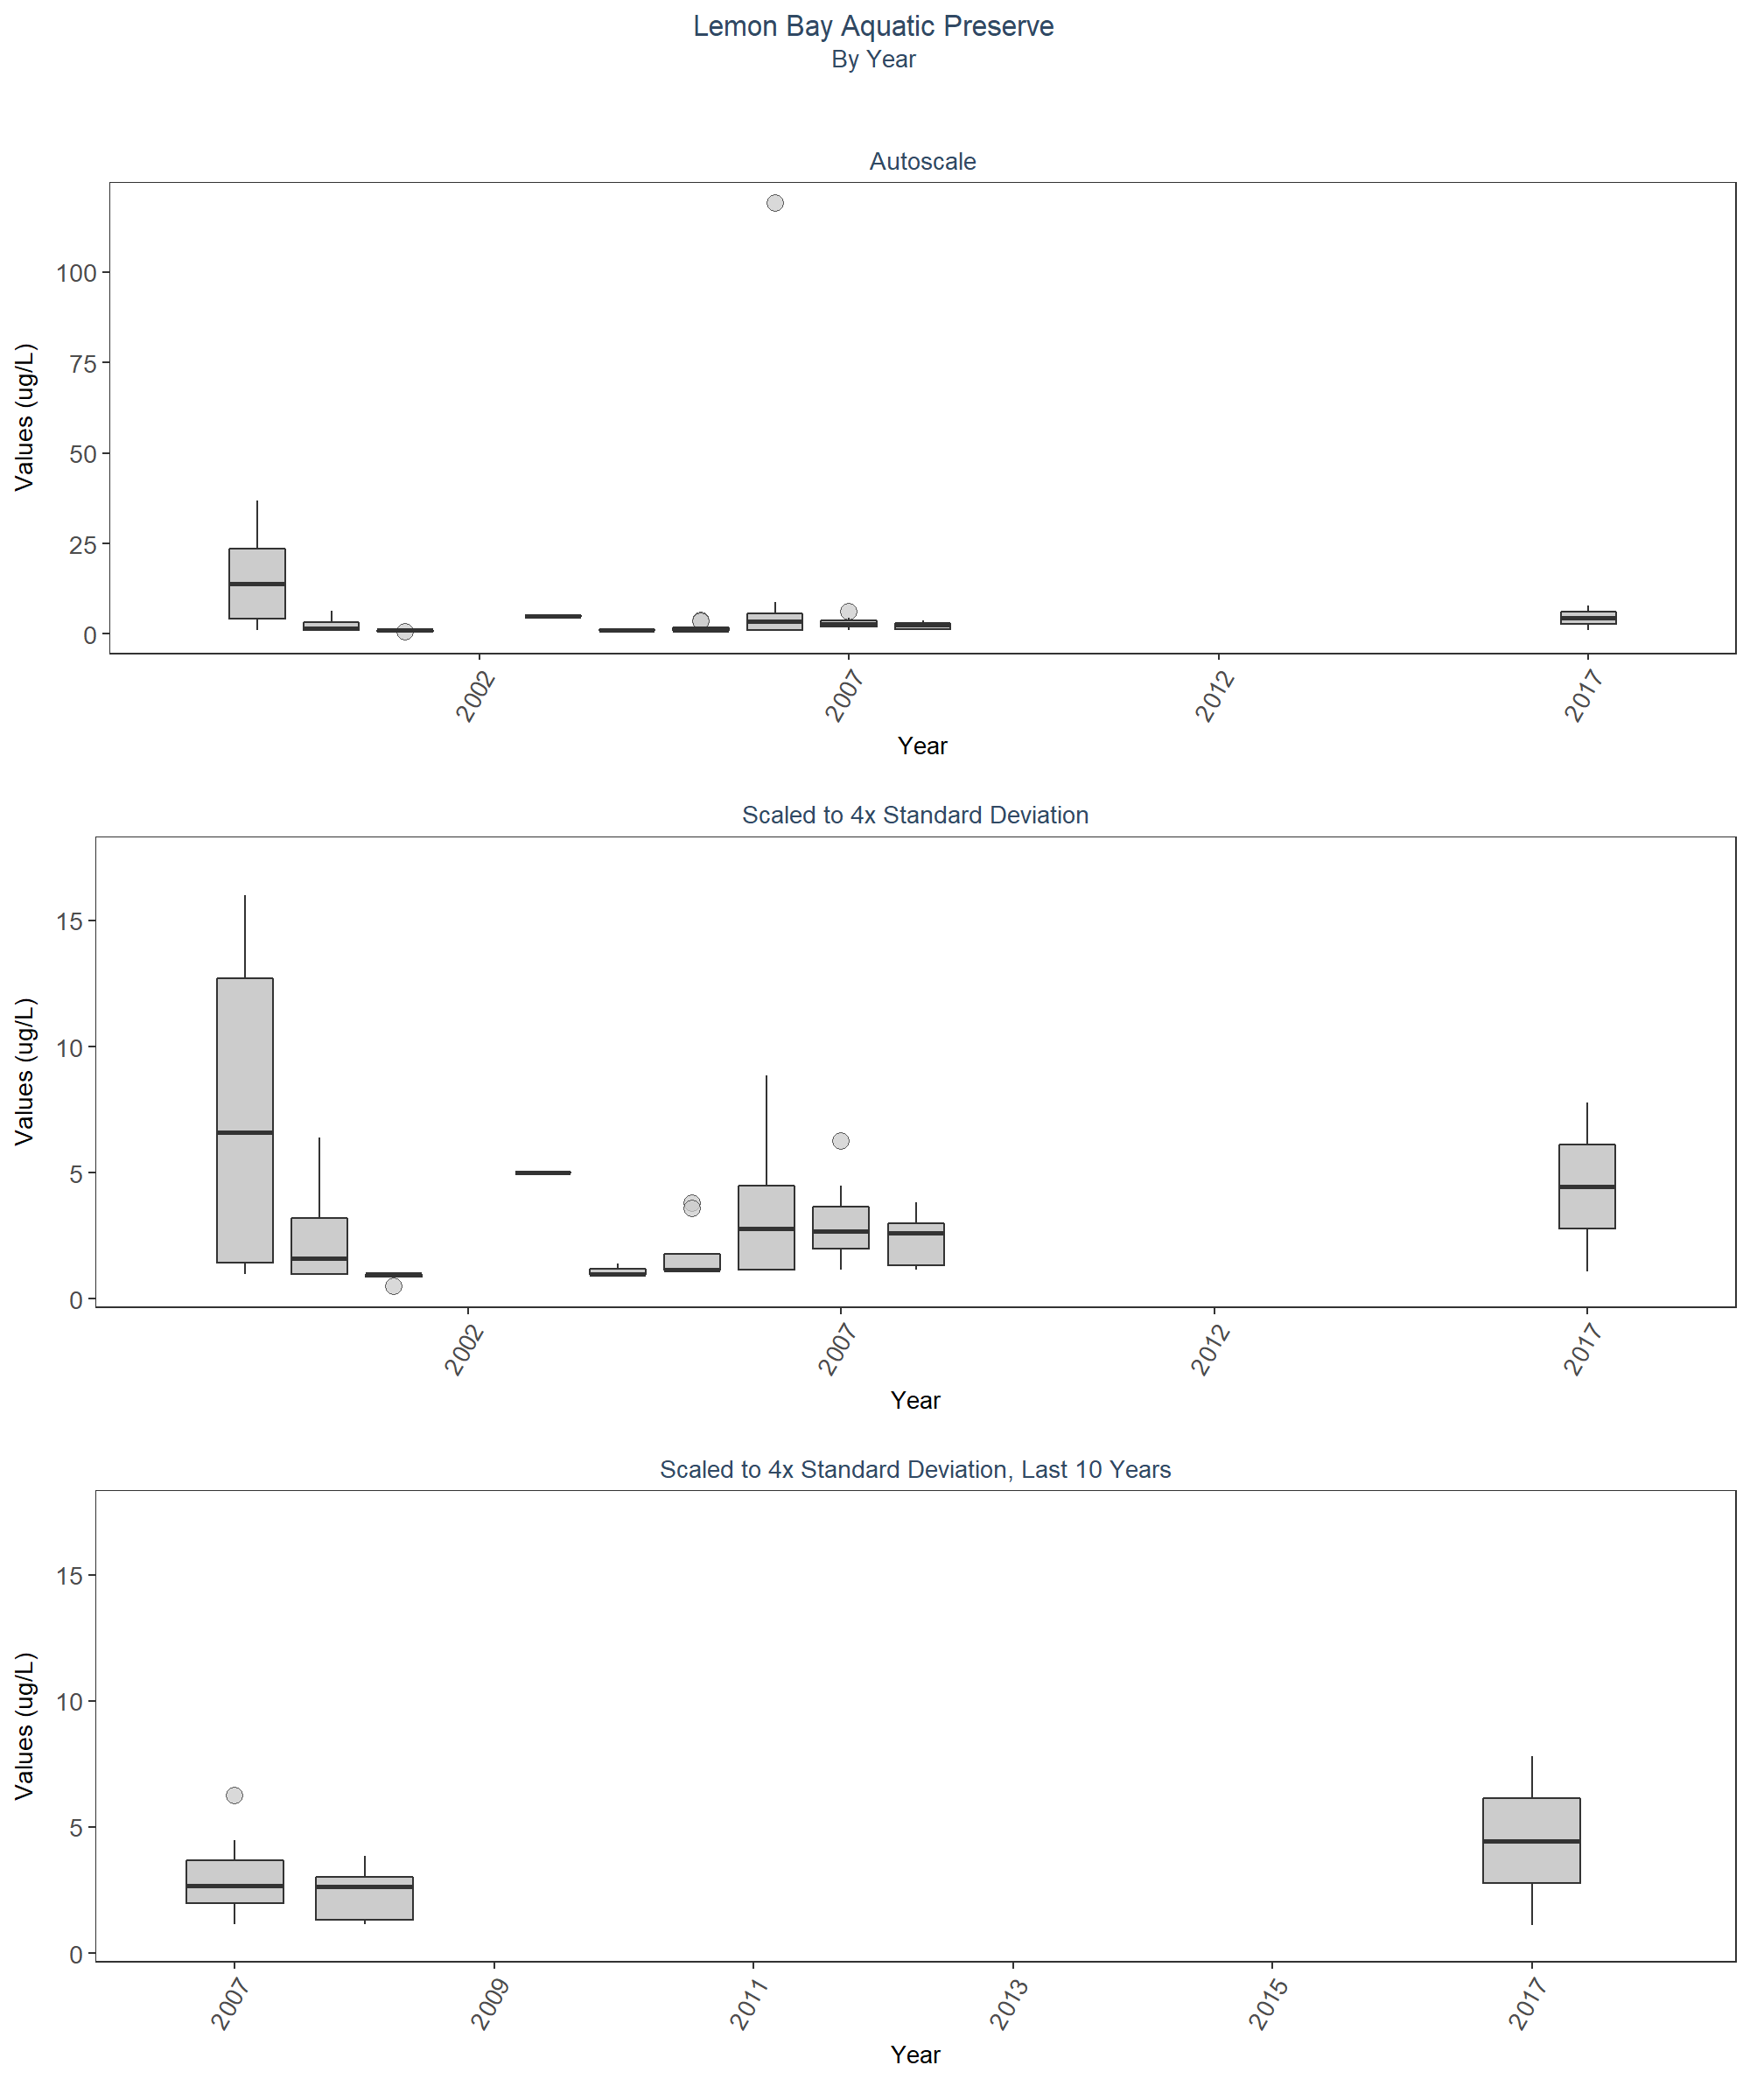 Lemon Bay Aquatic Preserve
By Year
Autoscale
Values (ug/L)
100
75
50
25
0
2002
2007
2012
2017
Year
Scaled to 4x Standard Deviation
Values (ug/L)
15
10
5
0
2002
2007
2012
2017
Year
Scaled to 4x Standard Deviation, Last 10 Years
Values (ug/L)
15
10
5
0
2007
2009
2011
2013
2015
2017
Year